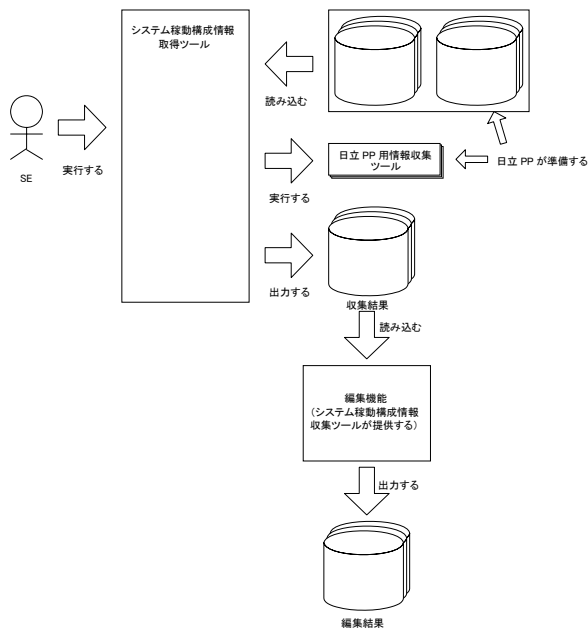 システム稼動構成情報
取得ツール
読み込む
SE
実行する
日立 PP 用情報収集
ツール
日立 PP が準備する
実行する
出力する
収集結果
読み込む
編集機能
（システム稼動構成情報
収集ツールが提供する）
出力する
編集結果